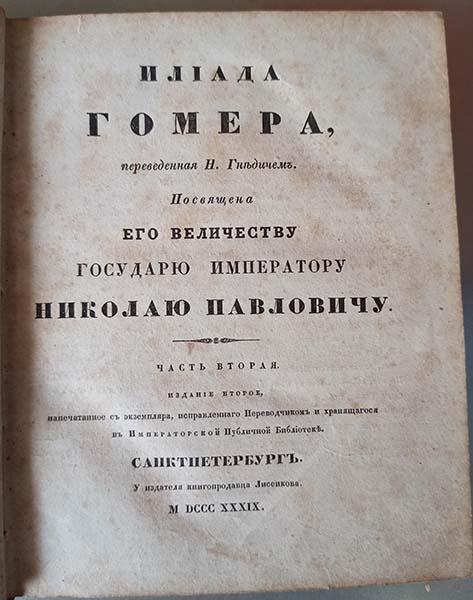 ИЛІАДА
ГОМЕРА,
переведенная Н. Гнѣдичемъ.
Посвящена
ЕГО ВЕЛИЧЕСТВУ
ГОСУДАРЮ ИМПЕРАТОРУ
НИКОЛАЮ ПАВЛОВИЧУ.
ЧАСТЬ ВТОРАЯ.
ИЗДАНІЕ ВТОРОЕ,
напечатанное съ экземпляра, исправленнаго Переводчикомъ и хранящагося
въ Императорской Публичной Библіотекѣ.
САНКТПЕТЕРБУРГЪ.
У издателя книгопродавца Лисенкова.
M DCCC XXXIX.